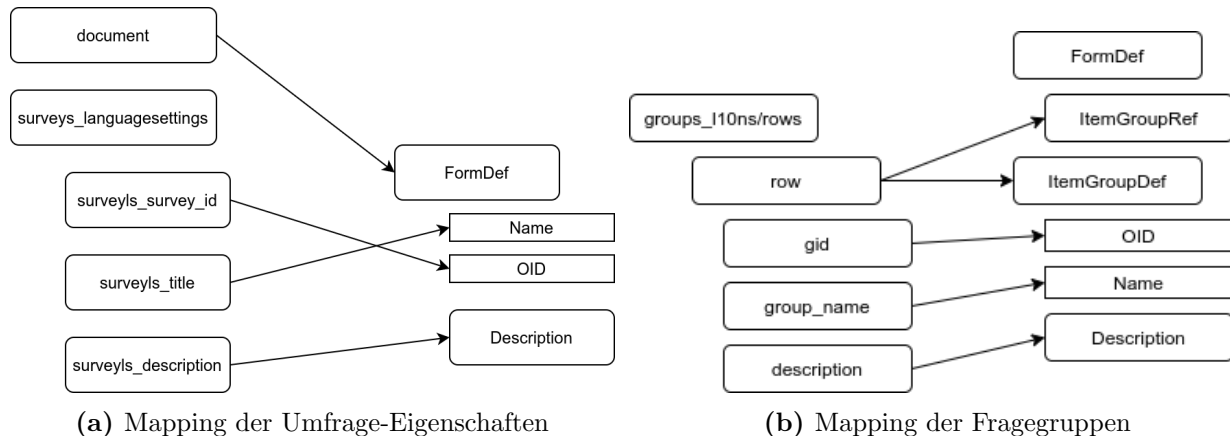 document
surveys_languagesettings
surveyls_survey_id
surveyls_title
surveyls_description
FormDef
Name
OID
Description
(a) Mapping der Umfrage-Eigenschaften
groups_l10ns/rows
row
gid
group_name
description
FormDef
ItemGroupRef
ItemGroupDef
OID
Name
Description
(b) Mapping der Fragegruppen